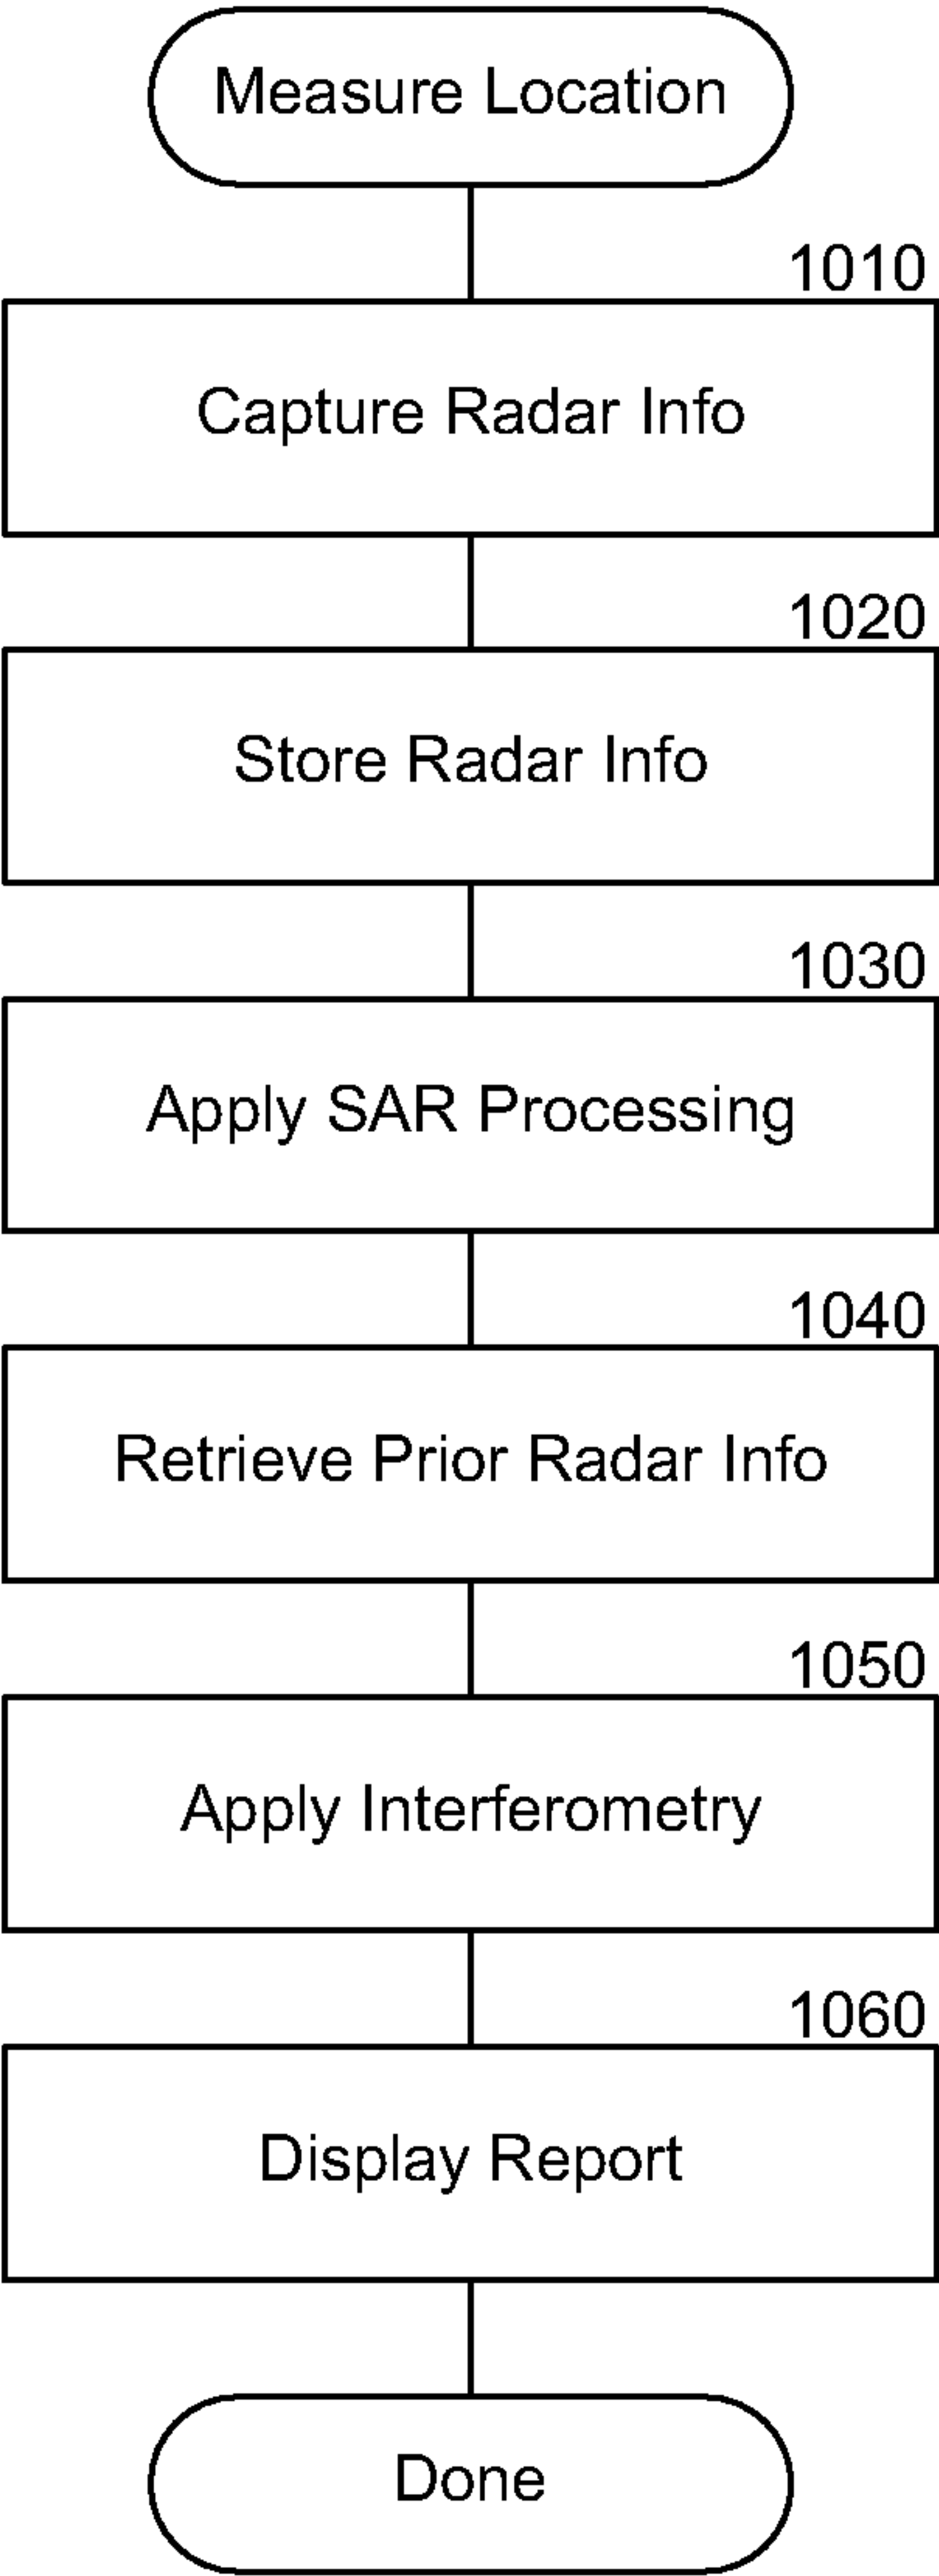 Measure Location
1010
Capture Radar Info
1020
Store Radar Info
1030
Apply SAR Processing
1040
Retrieve Prior Radar Info
1050
Apply Interferometry
1060
Display Report
Done